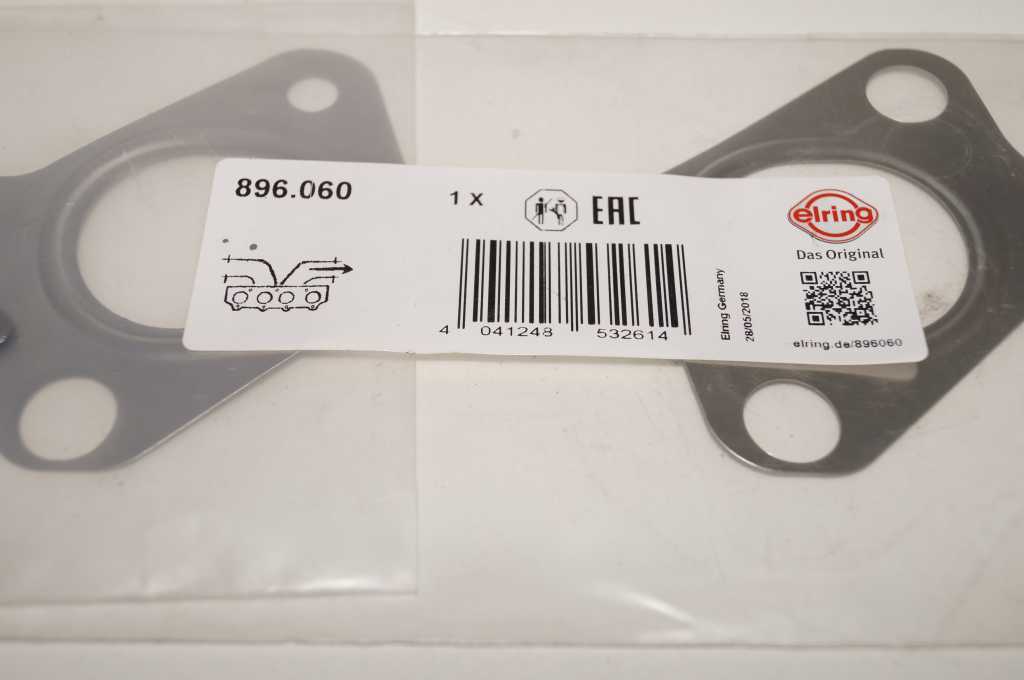 896.060
1 X
EAC
elring
Das Original
4 041248 532614
Elring Germany
28/05/2018
elring.de/896060